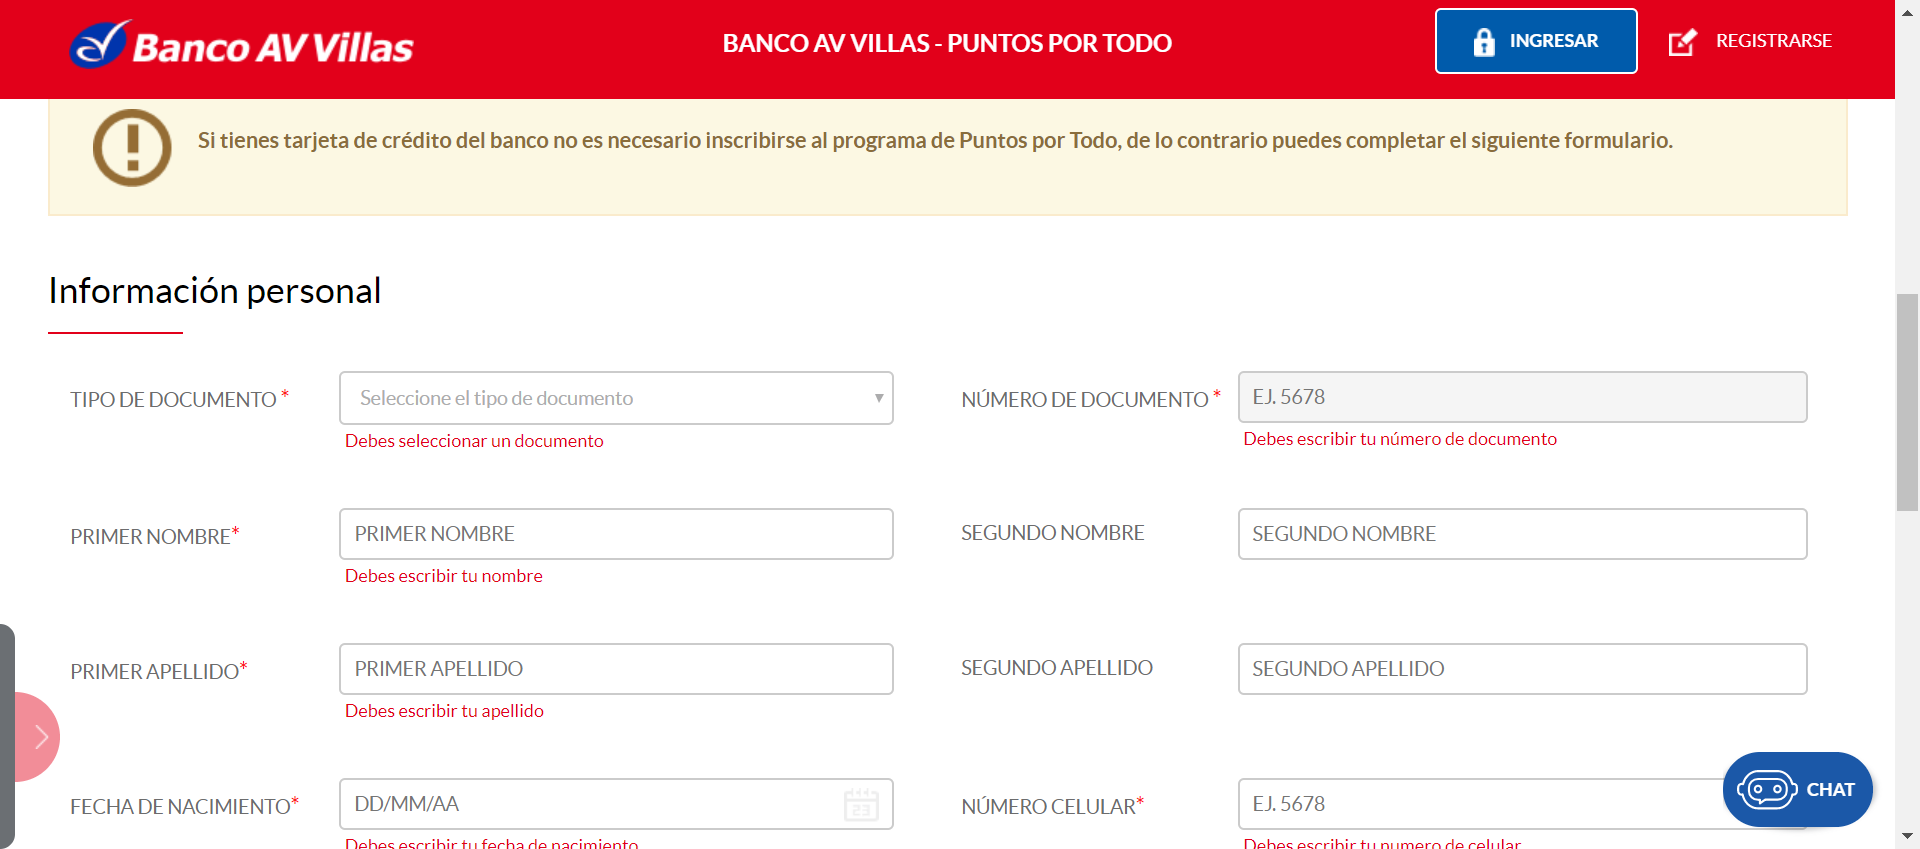 Banco AV Villas
BANCO AV VILLAS - PUNTOS POR TODO
INGRESAR
REGISTRARSE
Si tienes tarjeta de crédito del banco no es necesario inscribirse al programa de Puntos por Todo, de lo contrario puedes completar el siguiente formulario.
Información personal
TIPO DE DOCUMENTO *
Seleccione el tipo de documento
Debes seleccionar un documento
NÚMERO DE DOCUMENTO *
EJ. 5678
Debes escribir tu número de documento
PRIMER NOMBRE*
PRIMER NOMBRE
Debes escribir tu nombre
SEGUNDO NOMBRE
SEGUNDO NOMBRE
PRIMER APELLIDO*
PRIMER APELLIDO
Debes escribir tu apellido
SEGUNDO APELLIDO
SEGUNDO APELLIDO
FECHA DE NACIMIENTO*
DD/MM/AA
23
Debes escribir tu fecha de nacimiento
NÚMERO CELULAR*
EJ. 5678
Debes escribir tu numero de celular
CHAT